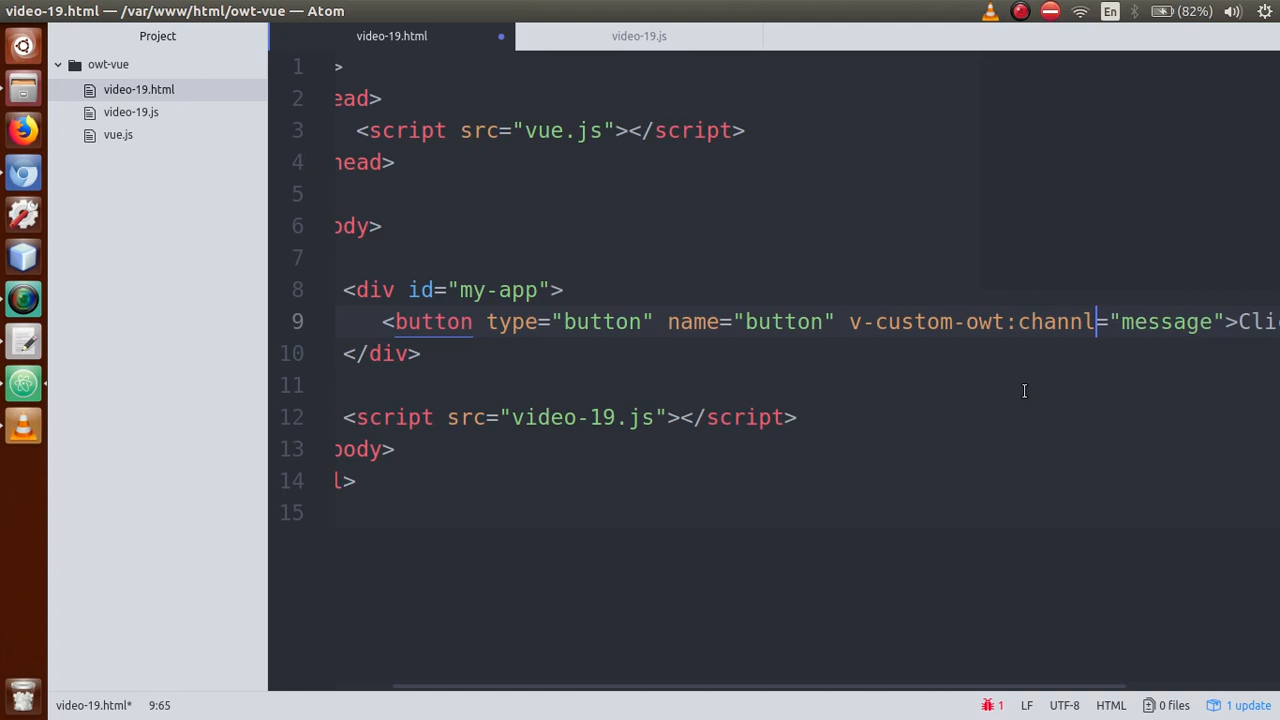 video-19.html — /var/www/html/owt-vue — Atom
En
(82%)
Project
video-19.html
video-19.js
owt-vue
video-19.html
video-19.js
vue.js
1 >
2 ead>
3 <script src="vue.js"></script>
4 head>
5
6 ody>
7
8 <div id="my-app">
9 <button type="button" name="button" v-custom-owt:channl="message">Clic
10 </div>
11
12 <script src="video-19.js"></script>
13 body>
14 l>
15
video-19.html* 9:65
1 LF UTF-8 HTML 0 files 1 update